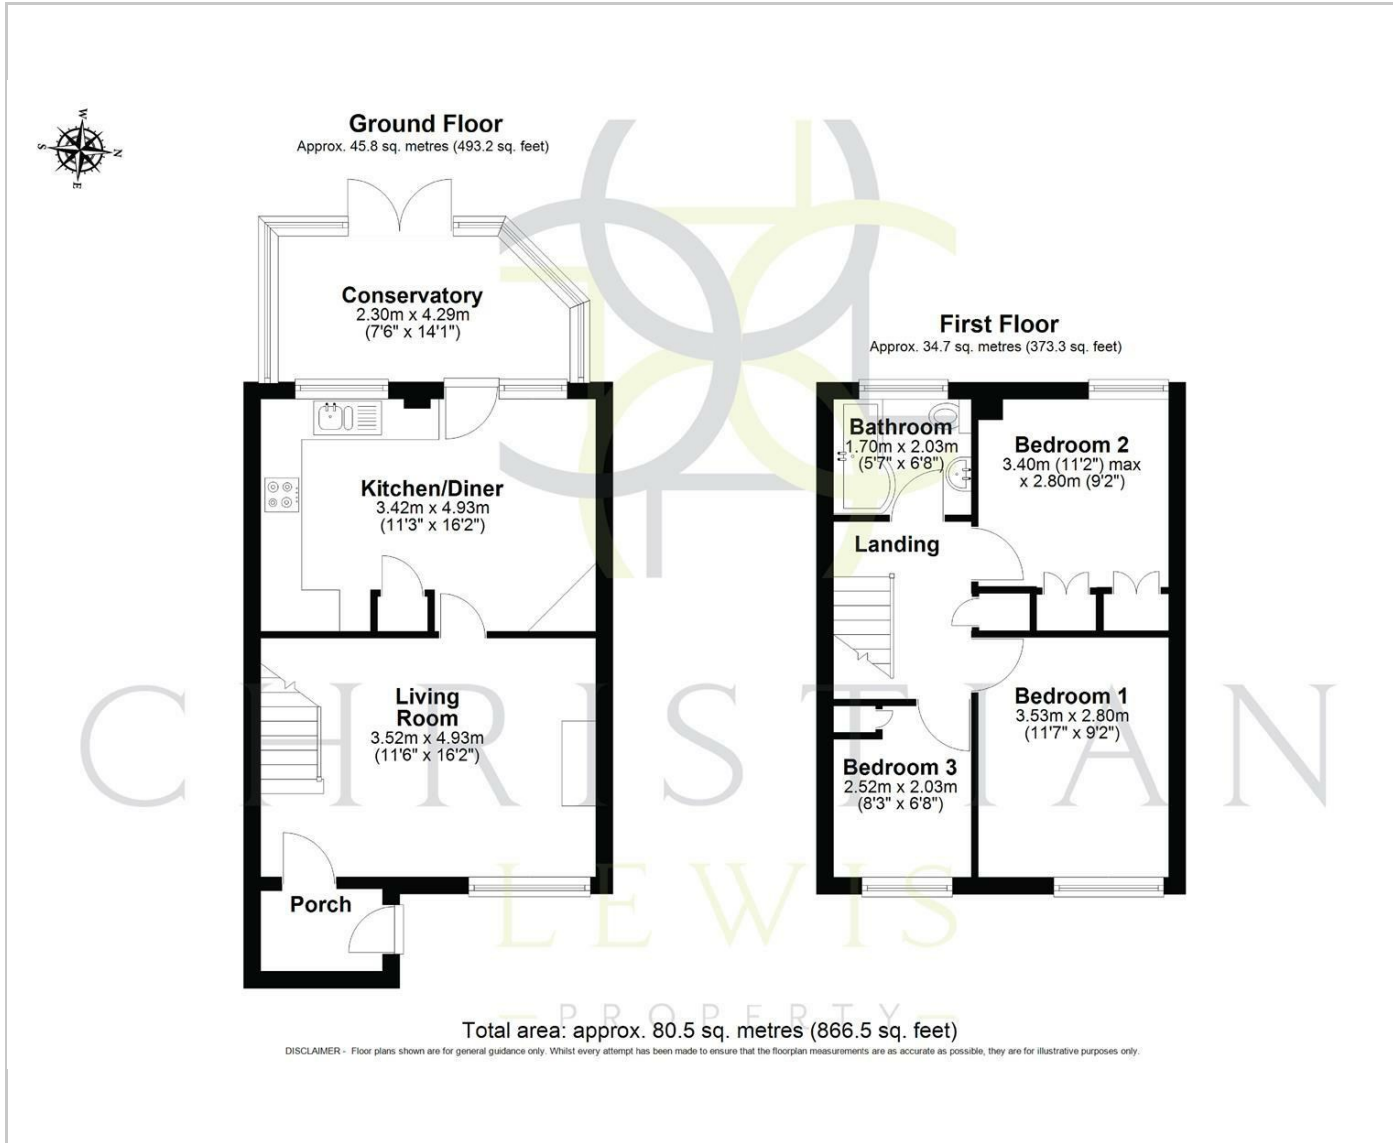 W
S
N
E
Ground Floor
Approx. 45.8 sq. metres (493.2 sq. feet)
Conservatory
2.30m x 4.29m
(7'6" x 14'1")
Kitchen/Diner
3.42m x 4.93m
(11'3" x 16'2")
Living
Room
3.52m x 4.93m
(11'6" x 16'2")
Porch
First Floor
Approx. 34.7 sq. metres (373.3 sq. feet)
Bathroom
1.70m x 2.03m
(5'7" x 6'8")
Bedroom 2
3.40m (11'2") max
x 2.80m (9'2")
Landing
Bedroom 1
3.53m x 2.80m
(11'7" x 9'2")
Bedroom 3
2.52m x 2.03m
(8'3" x 6'8")
CHRISTIAN
LEWIS
PROPERTY
Total area: approx. 80.5 sq. metres (866.5 sq. feet)
DISCLAIMER - Floor plans shown are for general guidance only. Whilst every attempt has been made to ensure that the floorplan measurements are as accurate as possible, they are for illustrative purposes only.